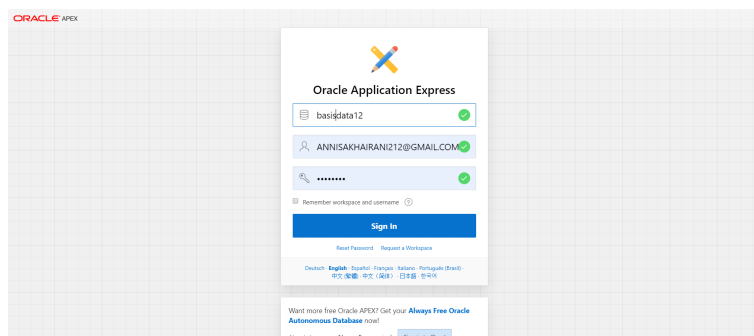 ORACLE APEX
Oracle Application Express
basisdata12
ANNISAKHAIRANI212@GMAIL.COM
••••••••
Remember workspace and username ?
Sign In
Reset Password Request a Workspace
Deutsch · English · Español · Français · Italiano · Português (Brasil) ·
中文 (繁體) · 中文 (简体) · 日本語 · 한국어
Want more free Oracle APEX? Get your Always Free Oracle
Autonomous Database now!